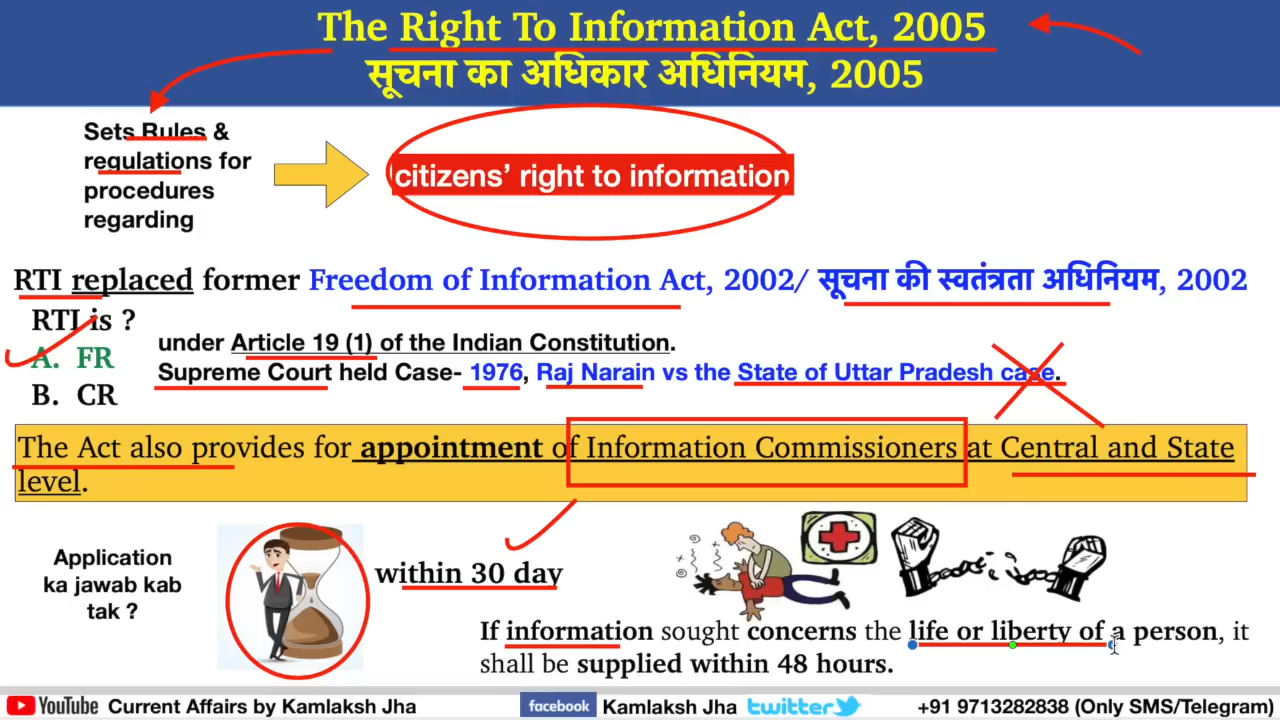 The Right To Information Act, 2005
सूचना का अधिकार अधिनियम, 2005
Sets Rules &
regulations for
procedures
regarding
citizens’ right to information
RTI replaced former Freedom of Information Act, 2002/ सूचना की स्वतंत्रता अधिनियम, 2002
RTI is ?
A. FR
B. CR
under Article 19 (1) of the Indian Constitution.
Supreme Court held Case- 1976, Raj Narain vs the State of Uttar Pradesh case.
The Act also provides for appointment of Information Commissioners at Central and State
level.
Application
ka jawab kab
tak ?
within 30 day
If information sought concerns the life or liberty of a person, it
shall be supplied within 48 hours.
YouTube Current Affairs by Kamlaksh Jha
facebook Kamlaksh Jha twitter
+91 9713282838 (Only SMS/Telegram)